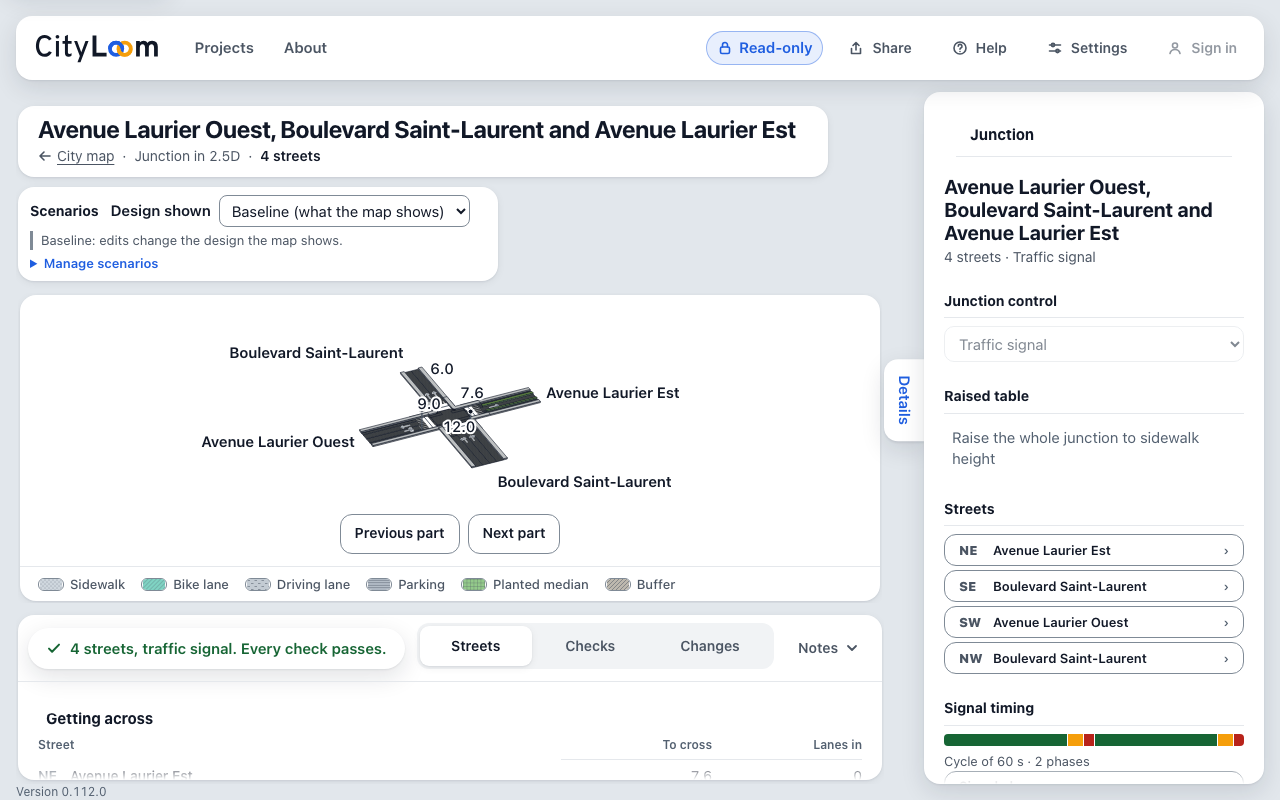 CityLoom
Projects
About
Read-only
Share
Help
Settings
Sign in
Avenue Laurier Ouest, Boulevard Saint-Laurent and Avenue Laurier Est
← City map · Junction in 2.5D · 4 streets
Scenarios
Design shown
Baseline (what the map shows)
Baseline: edits change the design the map shows.
Manage scenarios
Boulevard Saint-Laurent
6.0
7.6
Avenue Laurier Est
9.0
12.0
Avenue Laurier Ouest
Boulevard Saint-Laurent
Previous part
Next part
Sidewalk
Bike lane
Driving lane
Parking
Planted median
Buffer
4 streets, traffic signal. Every check passes.
Streets
Checks
Changes
Notes
Getting across
Street
To cross
Lanes in
NE Avenue Laurier Est
7.6
0
Version 0.112.0
Details
Junction
Avenue Laurier Ouest,
Boulevard Saint-Laurent and
Avenue Laurier Est
4 streets · Traffic signal
Junction control
Traffic signal
Raised table
Raise the whole junction to sidewalk
height
Streets
NE Avenue Laurier Est ›
SE Boulevard Saint-Laurent ›
SW Avenue Laurier Ouest ›
NW Boulevard Saint-Laurent ›
Signal timing
Cycle of 60 s · 2 phases